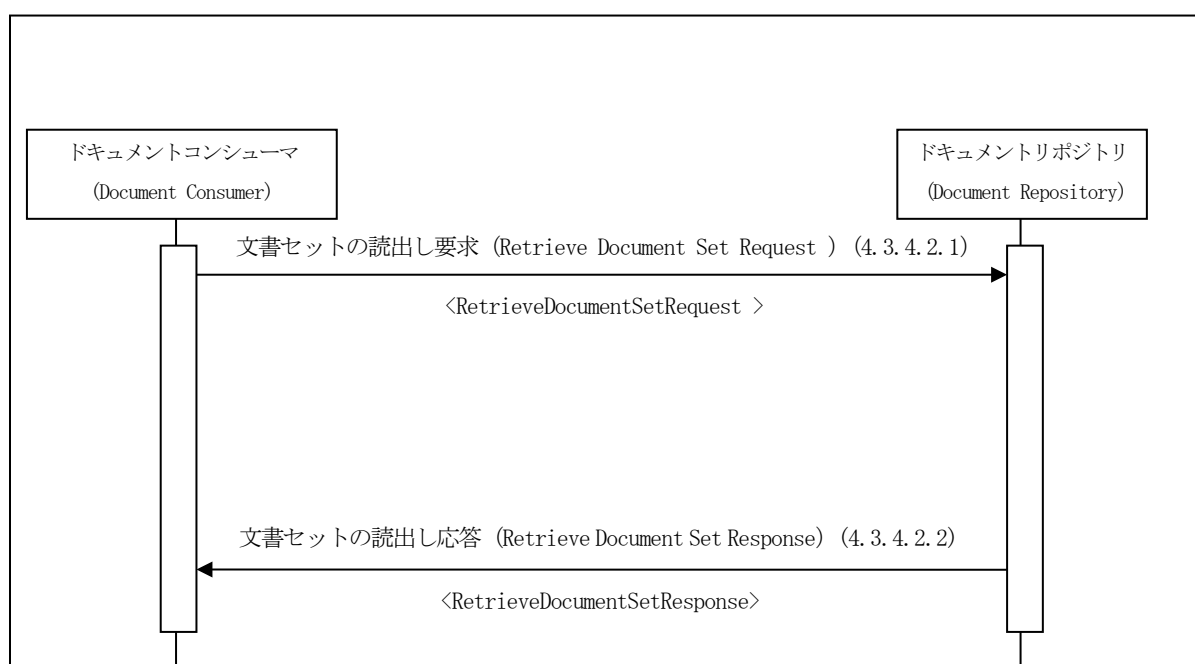 ドキュメントコンシューマ
(Document Consumer)
ドキュメントリポジトリ
(Document Repository)
文書セットの読出し要求 (Retrieve Document Set Request ) (4.3.4.2.1)
<RetrieveDocumentSetRequest >
文書セットの読出し応答 (Retrieve Document Set Response) (4.3.4.2.2)
<RetrieveDocumentSetResponse>